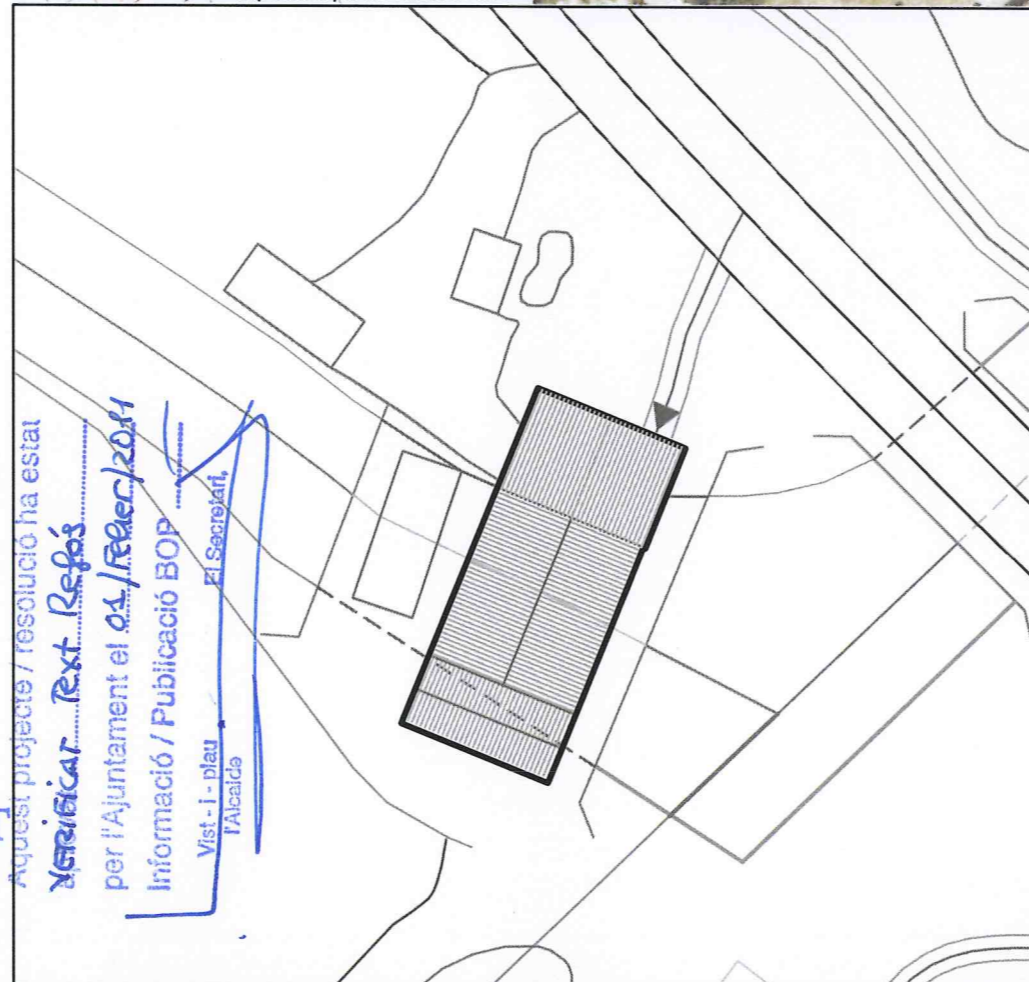 Aquest projecte / resolució ha estat
VERIFICAT Text Refós
per l'Ajuntament el 01/Febrer/2011
Informació / Publicació BOP
Vist - i - plau
l'Alcalde
El Secretari,